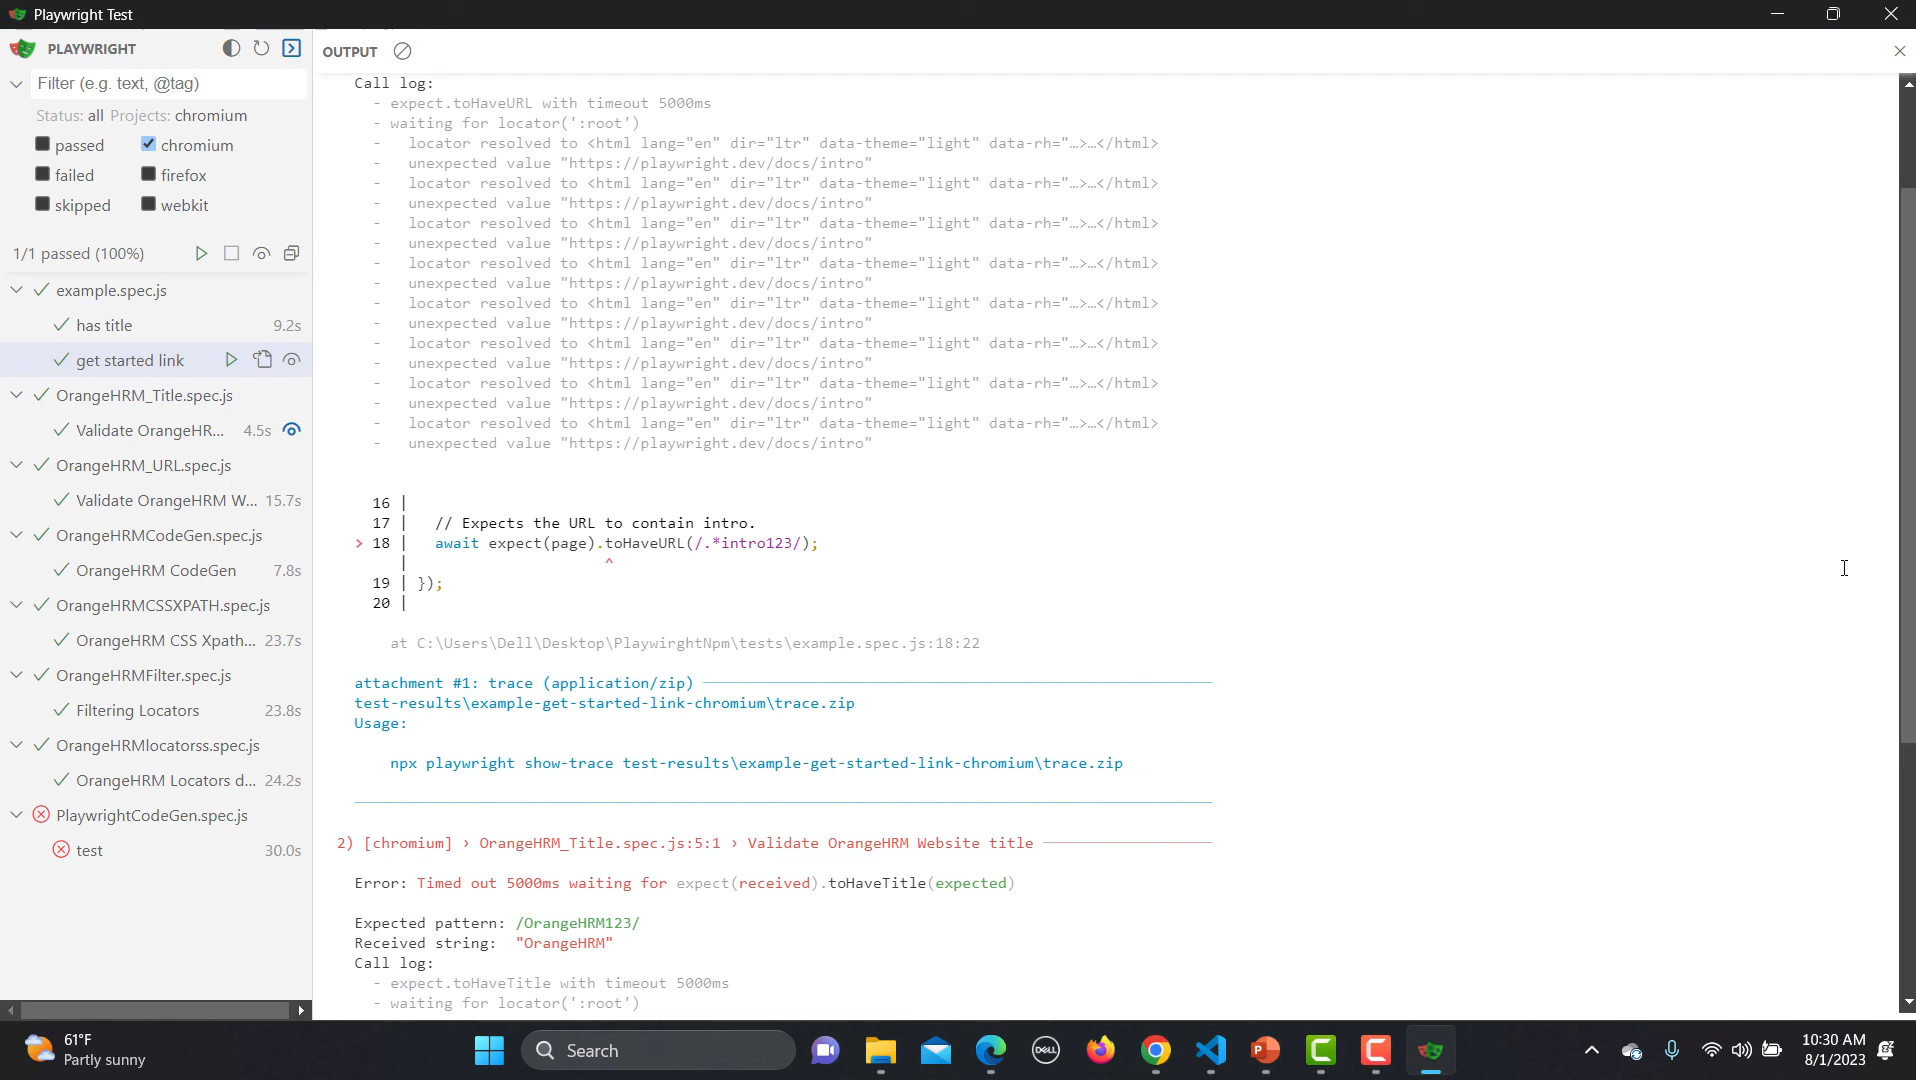 Playwright Test
PLAYWRIGHT
Filter (e.g. text, @tag)
Status: all Projects: chromium
passed
chromium
failed
firefox
skipped
webkit
1/1 passed (100%)
example.spec.js
has title 9.2s
get started link
OrangeHRM_Title.spec.js
Validate OrangeHR... 4.5s
OrangeHRM_URL.spec.js
Validate OrangeHRM W... 15.7s
OrangeHRMCodeGen.spec.js
OrangeHRM CodeGen 7.8s
OrangeHRMCSSXPATH.spec.js
OrangeHRM CSS Xpath... 23.7s
OrangeHRMFilter.spec.js
Filtering Locators 23.8s
OrangeHRMlocatorss.spec.js
OrangeHRM Locators d... 24.2s
PlaywrightCodeGen.spec.js
test 30.0s
OUTPUT
Call log:
- expect.toHaveURL with timeout 5000ms
- waiting for locator(':root')
- locator resolved to <html lang="en" dir="ltr" data-theme="light" data-rh="…>…</html>
- unexpected value "https://playwright.dev/docs/intro"
- locator resolved to <html lang="en" dir="ltr" data-theme="light" data-rh="…>…</html>
- unexpected value "https://playwright.dev/docs/intro"
- locator resolved to <html lang="en" dir="ltr" data-theme="light" data-rh="…>…</html>
- unexpected value "https://playwright.dev/docs/intro"
- locator resolved to <html lang="en" dir="ltr" data-theme="light" data-rh="…>…</html>
- unexpected value "https://playwright.dev/docs/intro"
- locator resolved to <html lang="en" dir="ltr" data-theme="light" data-rh="…>…</html>
- unexpected value "https://playwright.dev/docs/intro"
- locator resolved to <html lang="en" dir="ltr" data-theme="light" data-rh="…>…</html>
- unexpected value "https://playwright.dev/docs/intro"
- locator resolved to <html lang="en" dir="ltr" data-theme="light" data-rh="…>…</html>
- unexpected value "https://playwright.dev/docs/intro"
- locator resolved to <html lang="en" dir="ltr" data-theme="light" data-rh="…>…</html>
- unexpected value "https://playwright.dev/docs/intro"
16 |
17 | // Expects the URL to contain intro.
> 18 | await expect(page).toHaveURL(/.*intro123/);
| ^
19 | });
20 |
at C:\Users\Dell\Desktop\PlaywirghtNpm\tests\example.spec.js:18:22
attachment #1: trace (application/zip)
test-results\example-get-started-link-chromium\trace.zip
Usage:
npx playwright show-trace test-results\example-get-started-link-chromium\trace.zip
2) [chromium] › OrangeHRM_Title.spec.js:5:1 › Validate OrangeHRM Website title
Error: Timed out 5000ms waiting for expect(received).toHaveTitle(expected)
Expected pattern: /OrangeHRM123/
Received string: "OrangeHRM"
Call log:
- expect.toHaveTitle with timeout 5000ms
- waiting for locator(':root')
61°F
Partly sunny
Search
DELL
10:30 AM
8/1/2023